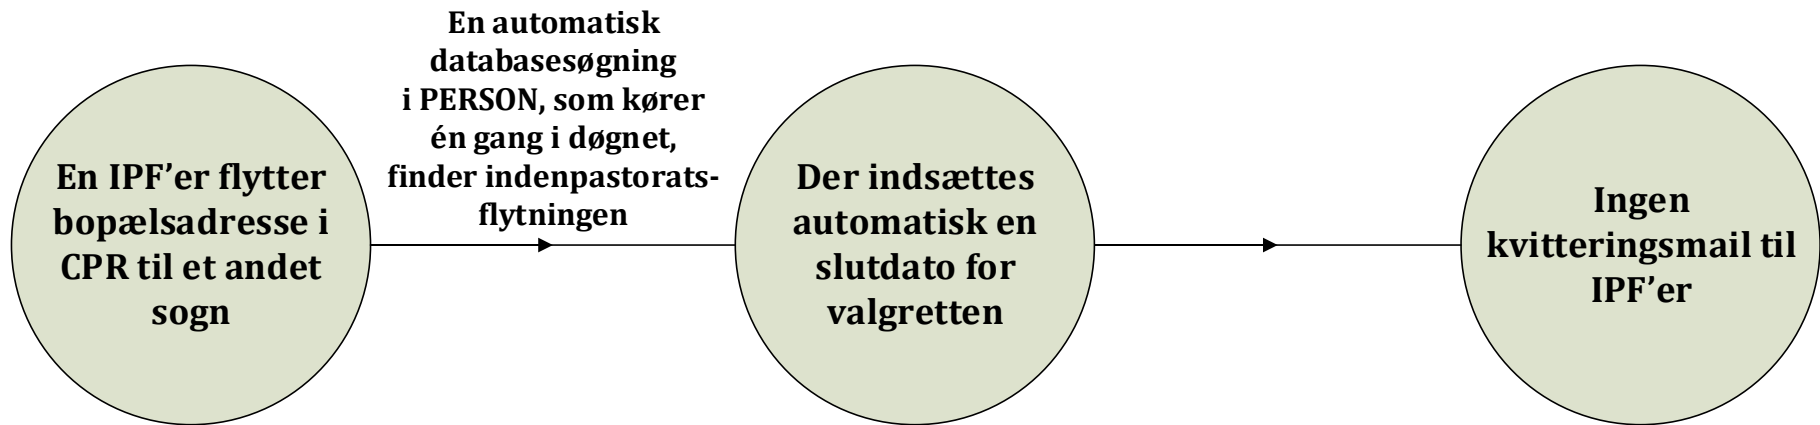 En IPF’er flytter
bopælsadresse i
CPR til et andet
sogn
En automatisk
databasesøgning
i PERSON, som kører
én gang i døgnet,
finder indenpastorats-
flytningen
Der indsættes
automatisk en
slutdato for
valgretten
Ingen
kvitteringsmail til
IPF’er